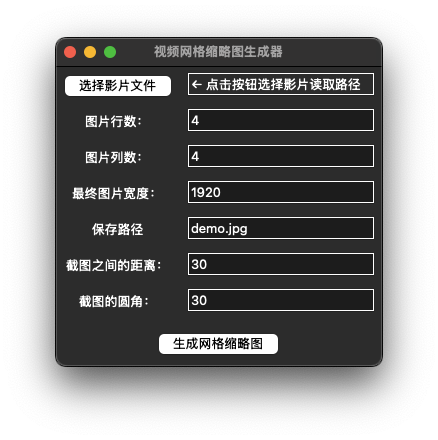 视频网格缩略图生成器
选择影片文件 ← 点击按钮选择影片读取路径
图片行数： 4
图片列数： 4
最终图片宽度： 1920
保存路径 demo.jpg
截图之间的距离： 30
截图的圆角： 30
生成网格缩略图